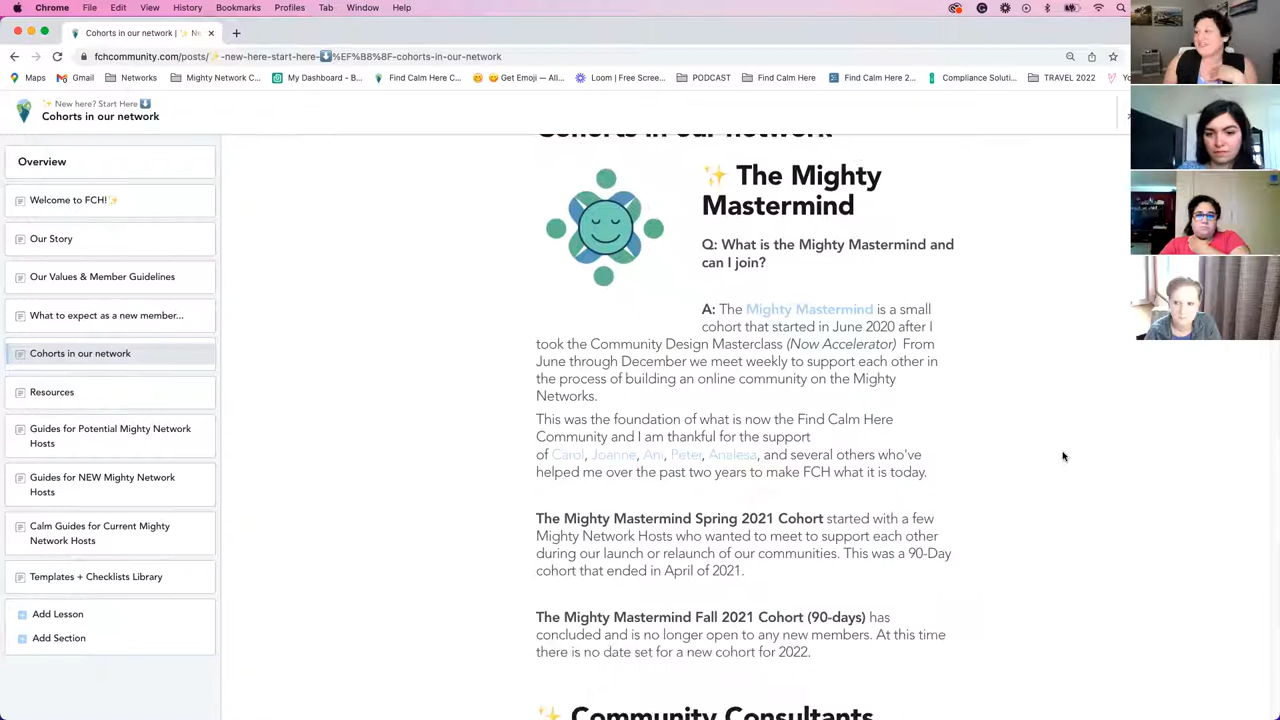 Chrome File Edit View History Bookmarks Profiles Tab Window Help
Cohorts in our network | ✨ Ne
fchcommunity.com/posts/✨-new-here-start-here-⬇️%EF%B8%8F-cohorts-in-our-network
Maps Gmail Networks Mighty Network C... My Dashboard - B... Find Calm Here C... Get Emoji — All... Loom | Free Scree... PODCAST Find Calm Here Find Calm Here 2... Compliance Soluti... TRAVEL 2022
✨ New here? Start Here ⬇️
Cohorts in our network
Overview
Welcome to FCH!✨
Our Story
Our Values & Member Guidelines
What to expect as a new member...
Cohorts in our network
Resources
Guides for Potential Mighty Network
Hosts
Guides for NEW Mighty Network
Hosts
Calm Guides for Current Mighty
Network Hosts
Templates + Checklists Library
Add Lesson
Add Section
Cohorts in our network
✨ The Mighty
Mastermind
Q: What is the Mighty Mastermind and
can I join?
A: The Mighty Mastermind is a small
cohort that started in June 2020 after I
took the Community Design Masterclass (Now Accelerator) From
June through December we meet weekly to support each other in
the process of building an online community on the Mighty
Networks.
This was the foundation of what is now the Find Calm Here
Community and I am thankful for the support
of Carol, Joanne, Ani, Peter, Analesa, and several others who've
helped me over the past two years to make FCH what it is today.
The Mighty Mastermind Spring 2021 Cohort started with a few
Mighty Network Hosts who wanted to meet to support each other
during our launch or relaunch of our communities. This was a 90-Day
cohort that ended in April of 2021.
The Mighty Mastermind Fall 2021 Cohort (90-days) has
concluded and is no longer open to any new members. At this time
there is no date set for a new cohort for 2022.
✨ Community Consultants